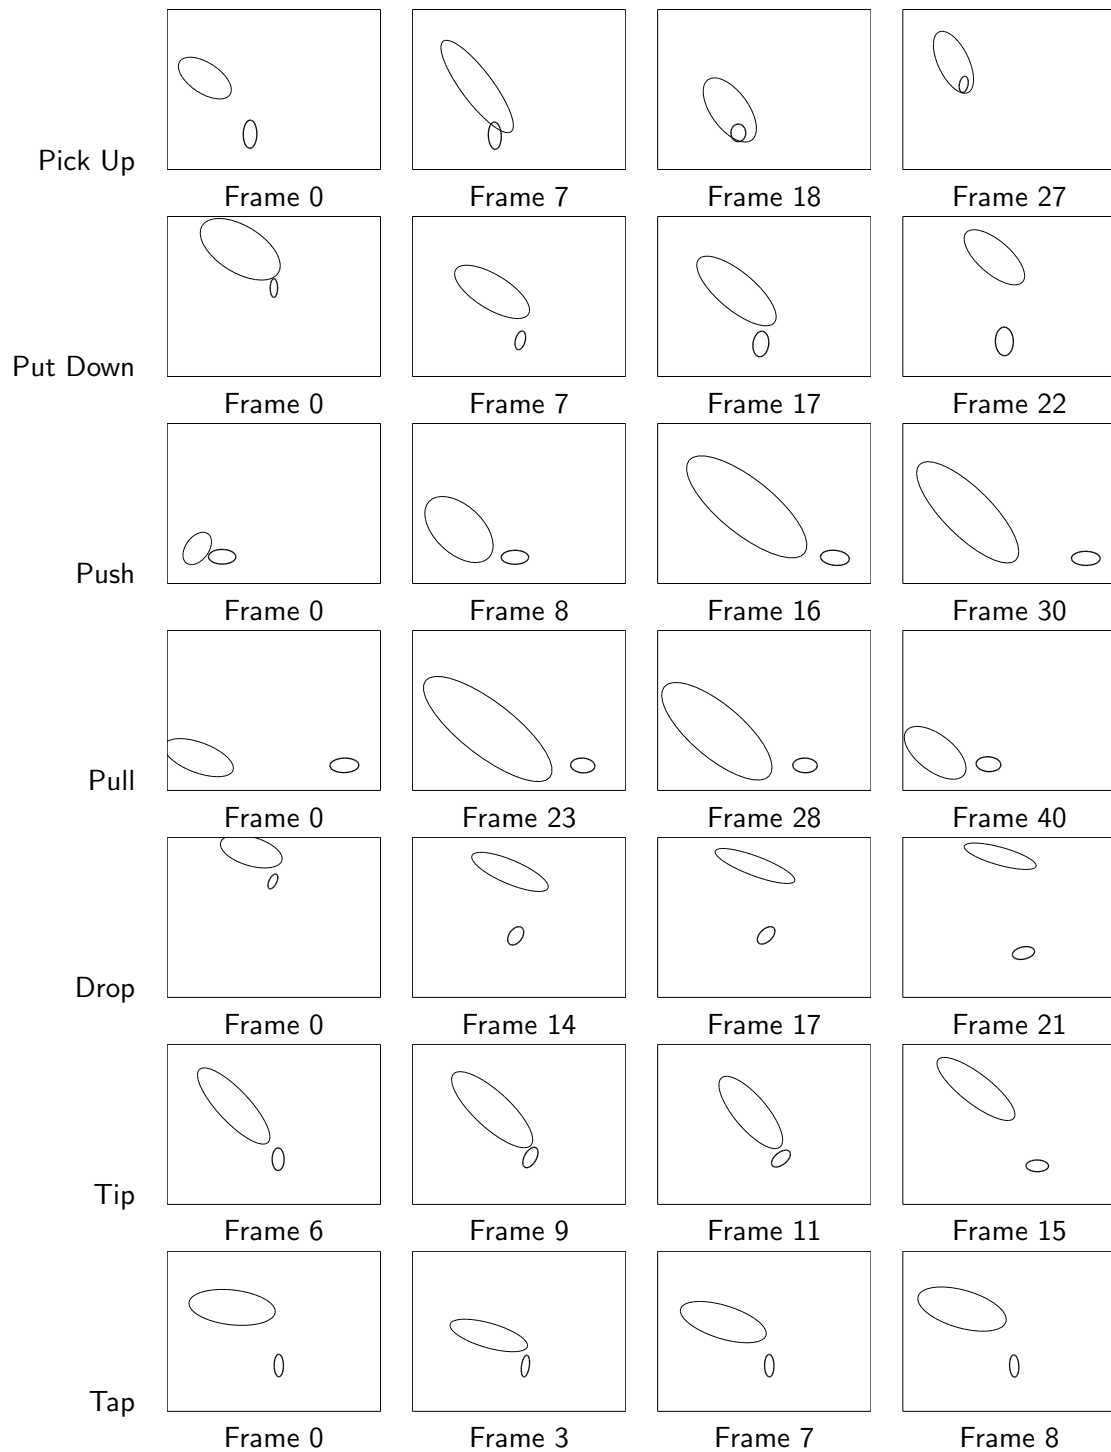 Pick Up
Frame 0 Frame 7 Frame 18 Frame 27
Put Down
Frame 0 Frame 7 Frame 17 Frame 22
Push
Frame 0 Frame 8 Frame 16 Frame 30
Pull
Frame 0 Frame 23 Frame 28 Frame 40
Drop
Frame 0 Frame 14 Frame 17 Frame 21
Tip
Frame 6 Frame 9 Frame 11 Frame 15
Tap
Frame 0 Frame 3 Frame 7 Frame 8